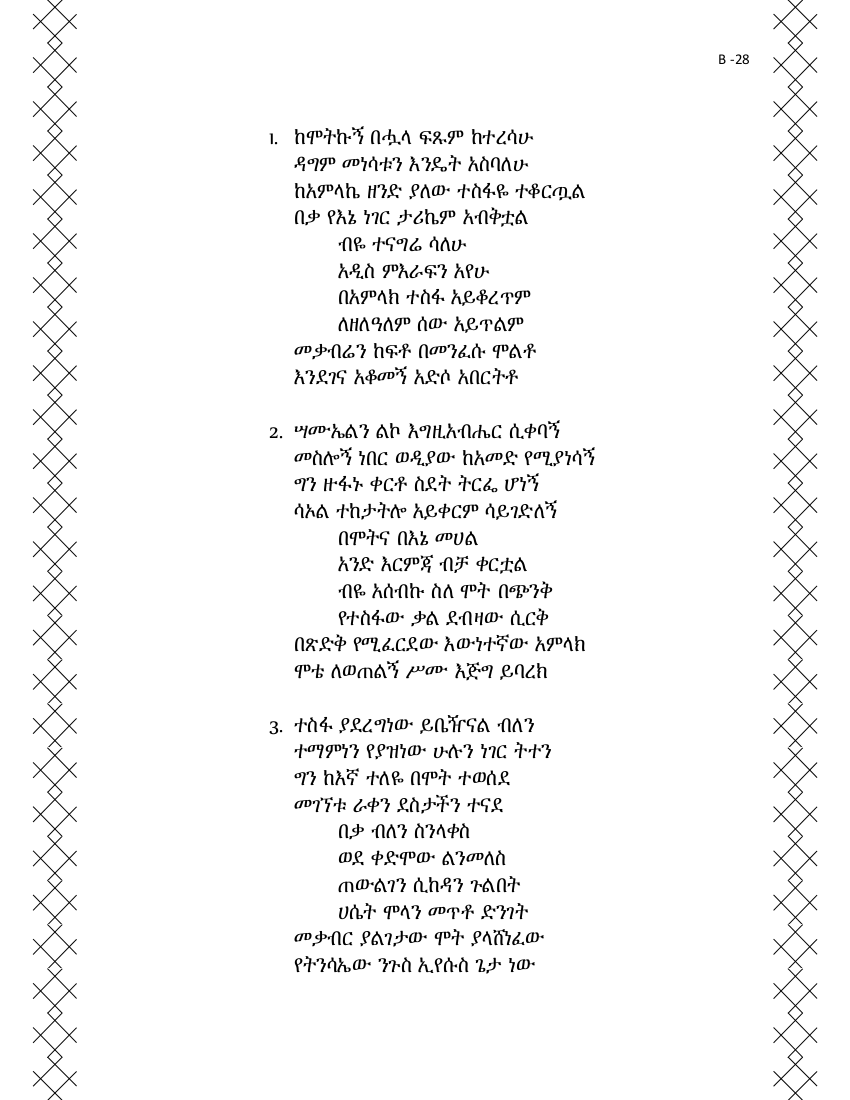 B -28
1. ከሞትኩኝ በሗላ ፍጹም ከተረሳሁ
ዳግም መነሳቱን እንዴት አስባለሁ
ከአምላኬ ዘንድ ያለው ተስፋዬ ተቆርጧል
በቃ የእኔ ነገር ታሪኬም አብቅቷል
ብዬ ተናግሬ ሳለሁ
አዲስ ምእራፍን አየሁ
በአምላክ ተስፋ አይቆረጥም
ለዘለዓለም ሰው አይጥልም
መቃብሬን ከፍቶ በመንፈሱ ሞልቶ
እንደገና አቆመኝ አድሶ አበርትቶ
2. ሣሙኤልን ልኮ እግዚአብሔር ሲቀባኝ
መስሎኝ ነበር ወዲያው ከአመድ የሚያነሳኝ
ግን ዙፋኑ ቀርቶ ስደት ትርፌ ሆነኝ
ሳኦል ተከታትሎ አይቀርም ሳይገድለኝ
በሞትና በእኔ መሀል
አንድ እርምጃ ብቻ ቀርቷል
ብዬ አሰብኩ ስለ ሞት በጭንቅ
የተስፋው ቃል ደብዛው ሲርቅ
በጽድቅ የሚፈርደው እውነተኛው አምላክ
ሞቴ ለወጠልኝ ሥሙ እጅግ ይባረክ
3. ተስፋ ያደረግነው ይቤዥናል ብለን
ተማምነን የያዝነው ሁሉን ነገር ትተን
ግን ከእኛ ተለዬ በሞት ተወሰደ
መገኘቱ ራቀን ደስታችን ተናደ
በቃ ብለን ስንላቀስ
ወደ ቀድሞው ልንመለስ
ጠውልገን ሲከዳን ጉልበት
ሀሴት ሞላን መጥቶ ድንገት
መቃብር ያልገታው ሞት ያላሸነፈው
የትንሳኤው ንጉስ ኢየሱስ ጌታ ነው